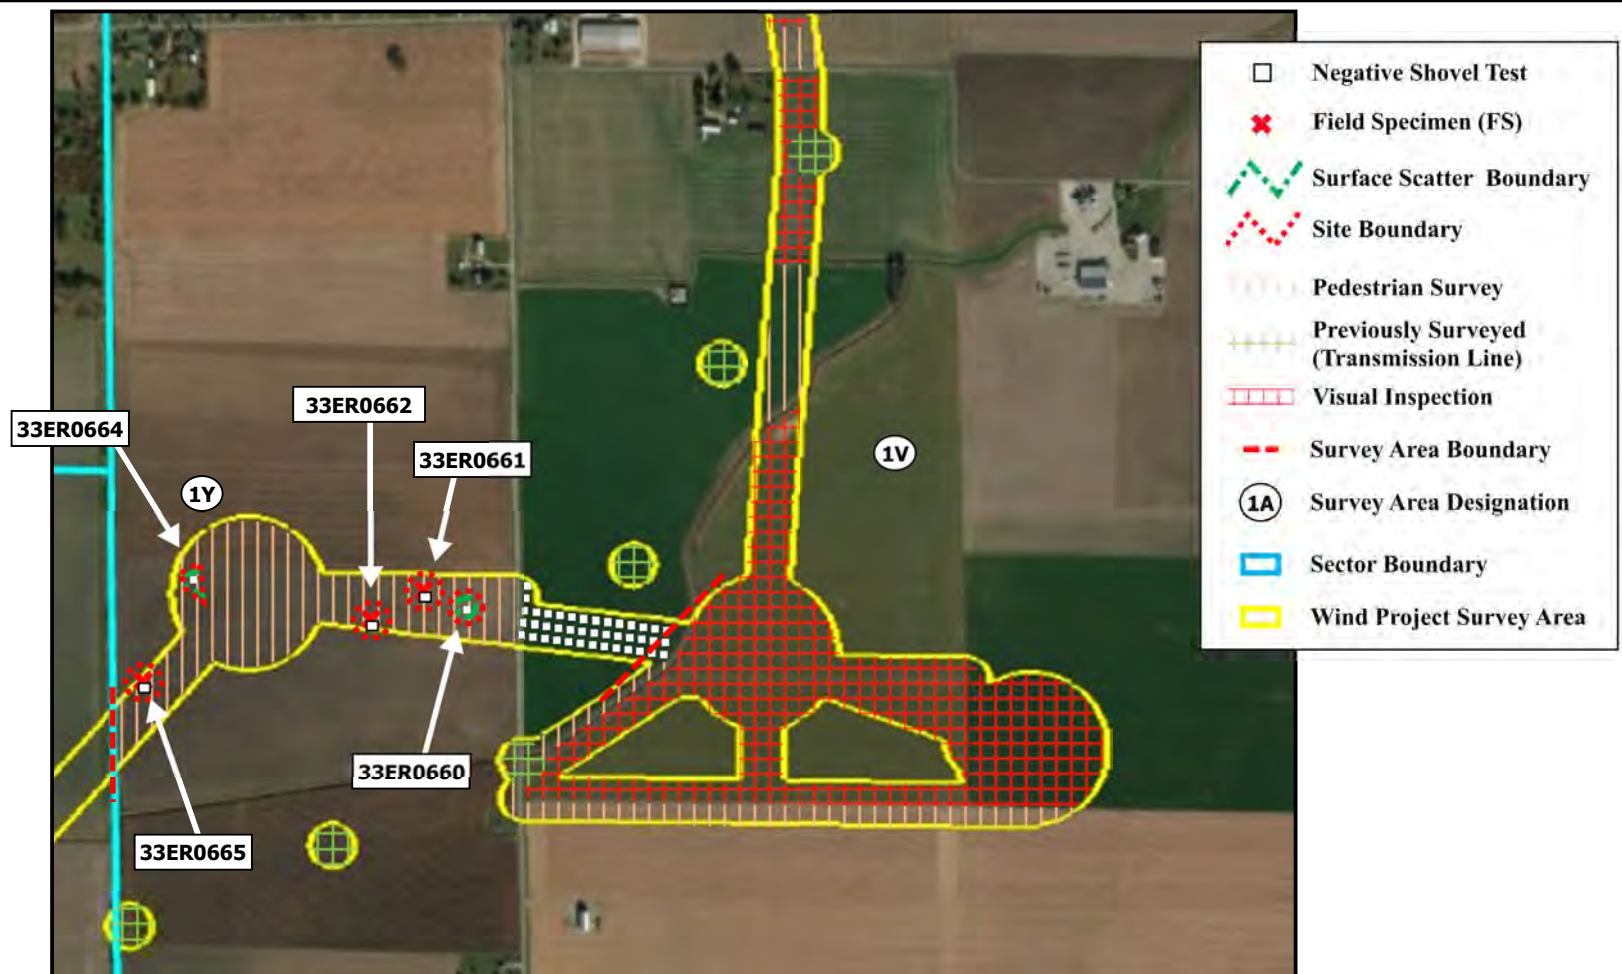 33ER0664
33ER0662
33ER0661
1Y
1V
33ER0660
33ER0665
Negative Shovel Test
Field Specimen (FS)
Surface Scatter Boundary
Site Boundary
Pedestrian Survey
Previously Surveyed
(Transmission Line)
Visual Inspection
Survey Area Boundary
1A Survey Area Designation
Sector Boundary
Wind Project Survey Area